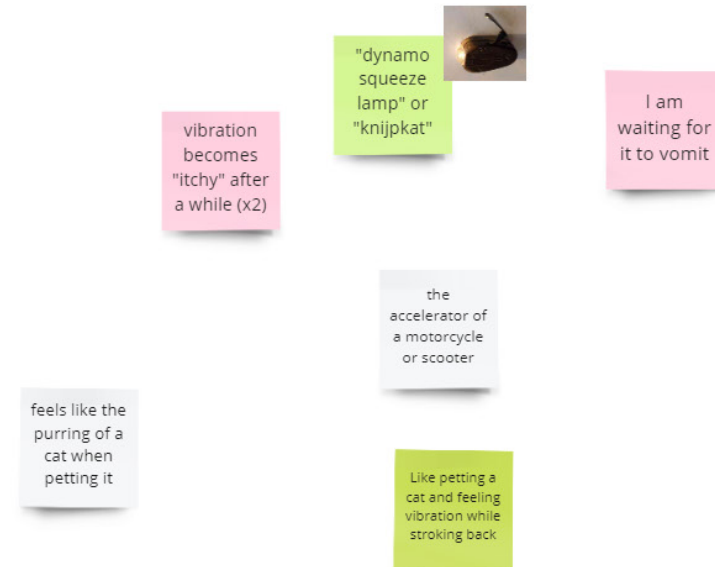 "dynamo
squeeze
lamp" or
"knijpkat"
I am
waiting for
it to vomit
vibration
becomes
"itchy" after
a while (x2)
the
accelerator of
a motorcycle
or scooter
feels like the
purring of a
cat when
petting it
Like petting a
cat and feeling
vibration while
stroking back